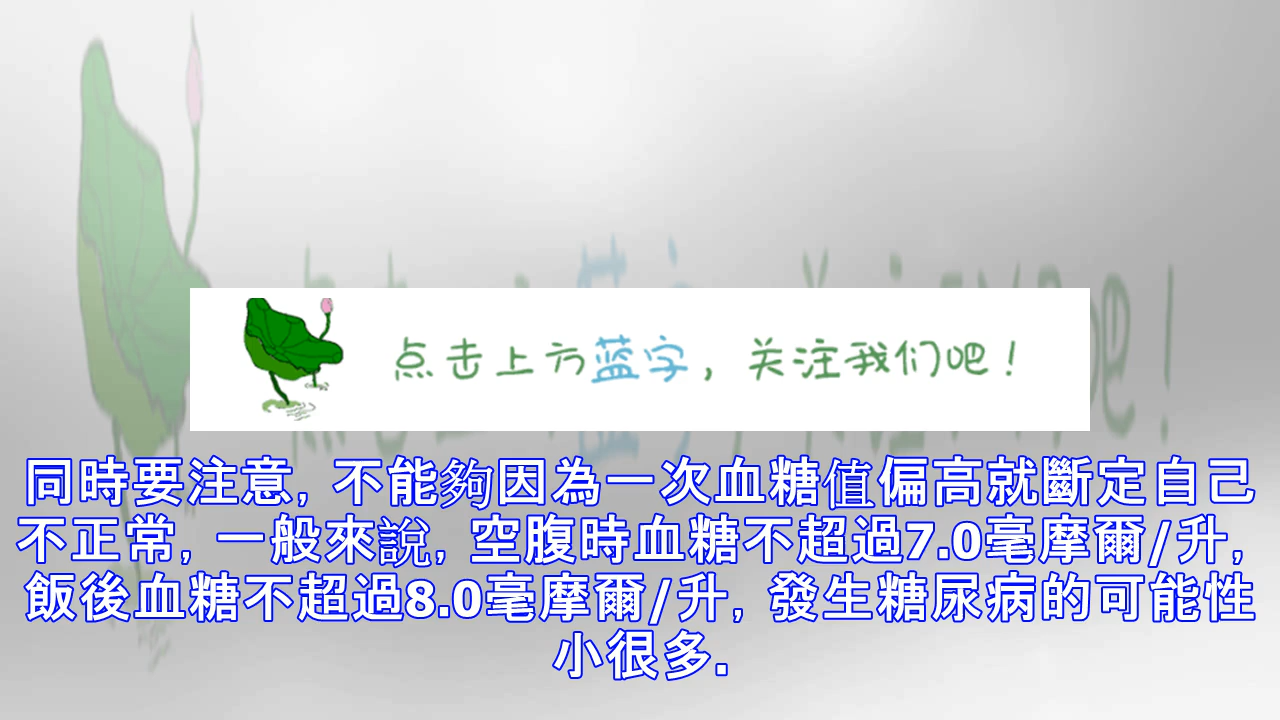 点击上方蓝字，关注我们吧！
同時要注意, 不能夠因為一次血糖值偏高就斷定自己
不正常, 一般來說, 空腹時血糖不超過7.0毫摩爾/升,
飯後血糖不超過8.0毫摩爾/升, 發生糖尿病的可能性
小很多.